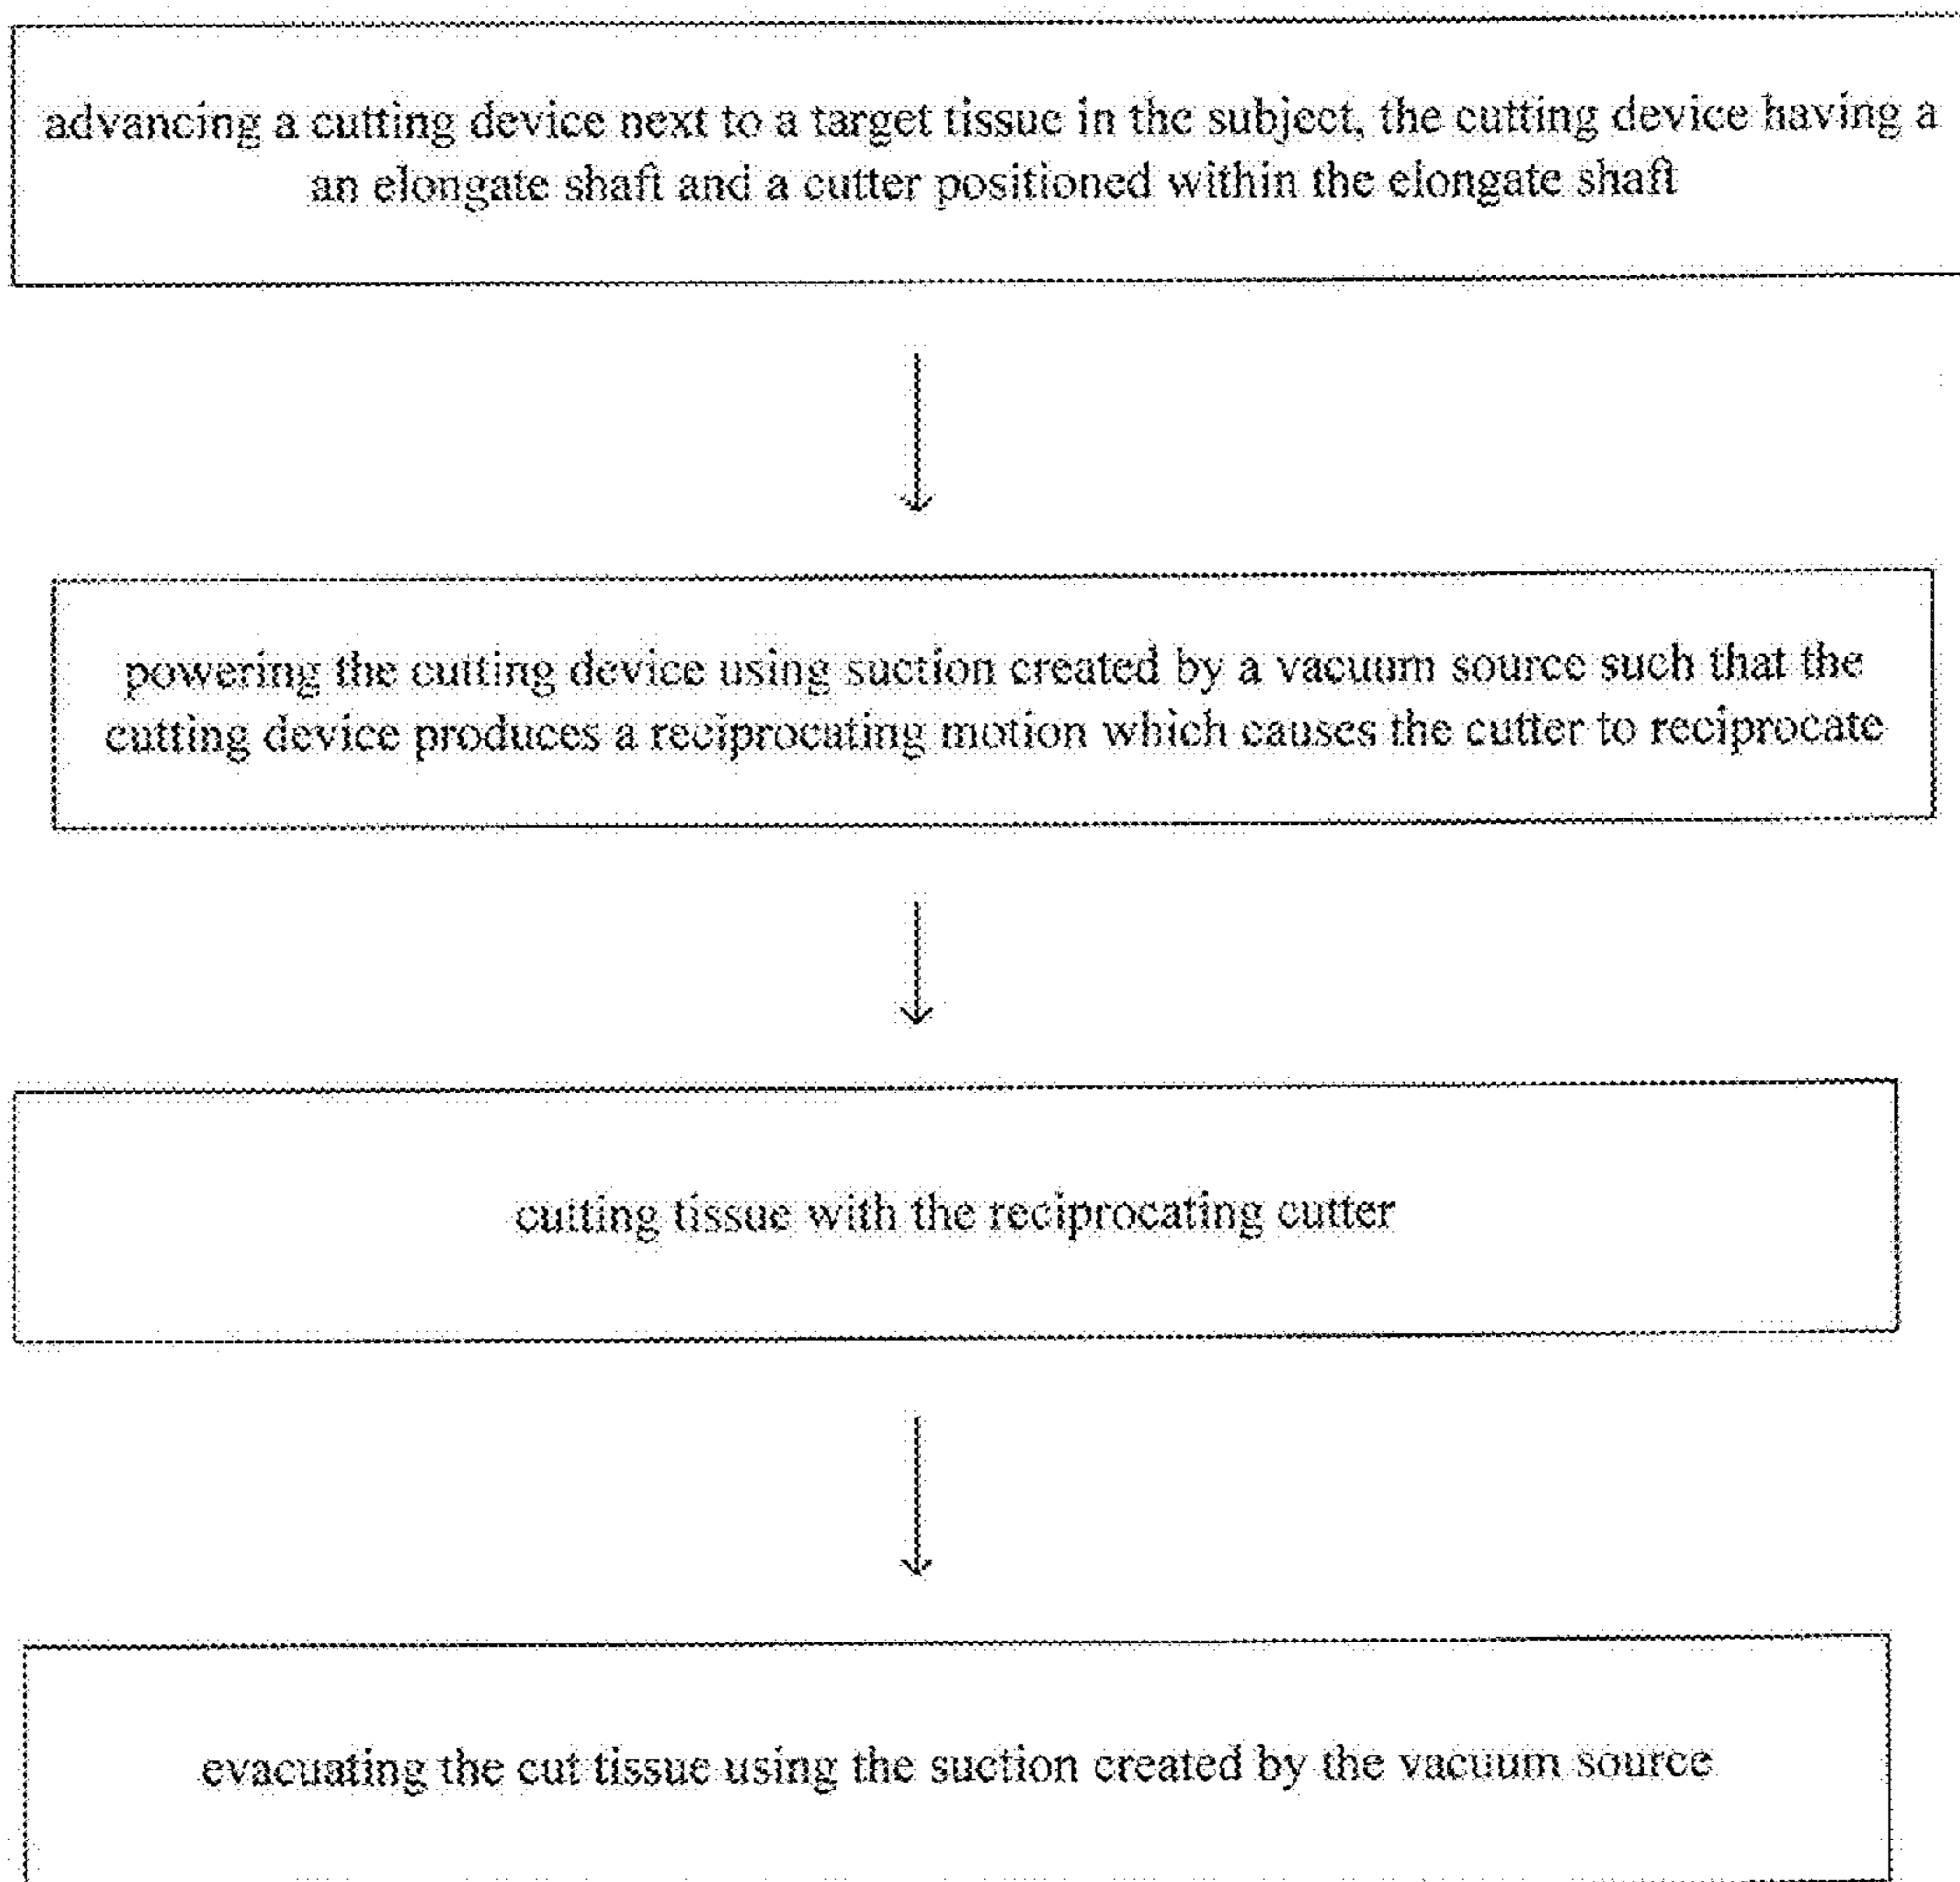 advancing a cutting device next to a target tissue in the subject, the cutting device having a
an elongate shaft and a cutter positioned within the elongate shaft
powering the cutting device using suction created by a vacuum source such that the
cutting device produces a reciprocating motion which causes the cutter to reciprocate
cutting tissue with the reciprocating cutter
evacuating the cut tissue using the suction created by the vacuum source